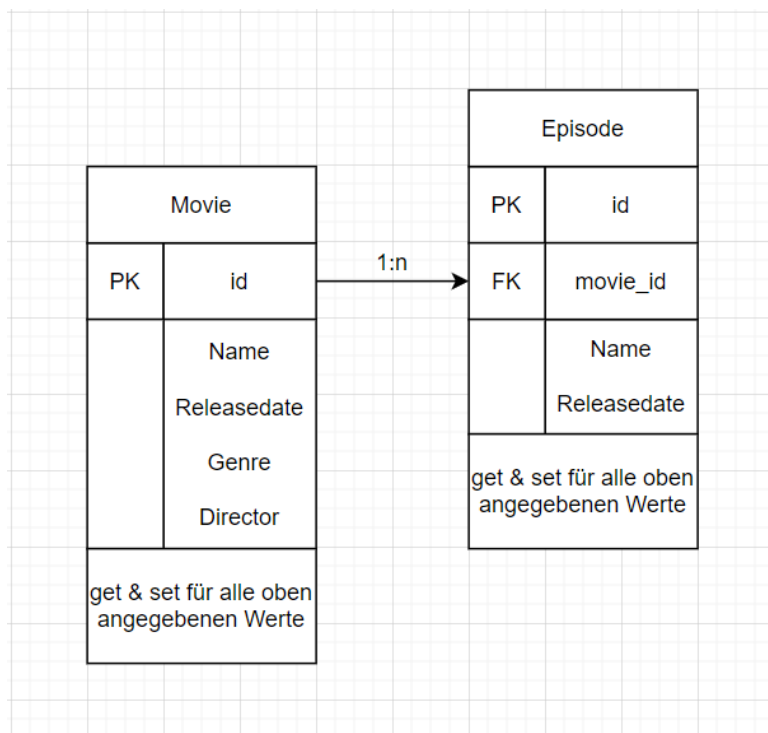 Movie
PK id
Name
Releasedate
Genre
Director
get & set für alle oben
angegebenen Werte
1:n
Episode
PK id
FK movie_id
Name
Releasedate
get & set für alle oben
angegebenen Werte